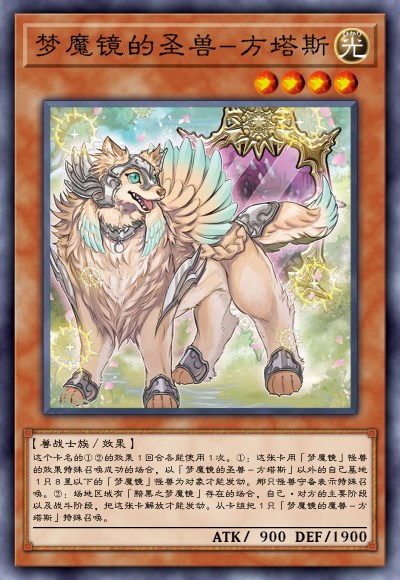 梦魔镜的圣兽-方塔斯
光
【兽战士族/效果】
这个卡名的①②的效果1回合各能使用1次。①:这张卡用「梦魔镜」怪兽
的效果特殊召唤成功的场合,以「梦魔镜的圣兽-方塔斯」以外的自己墓地
1只8星以下的「梦魔镜」怪兽为对象才能发动。那只怪兽守备表示特殊召
唤。②:场地区域有「黯黑之梦魔镜」存在的场合,自己·对方的主要阶段
以及战斗阶段,把这张卡解放才能发动。从卡组把1只「梦魔镜的魔兽-方
塔斯」特殊召唤。
ATK/ 900 DEF/1900